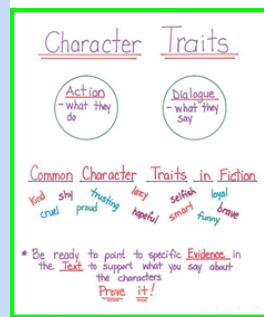 Character Traits
Action
- what they
do
Dialogue
- what they
say
Common Character Traits in Fiction
kind shy trusting lazy selfish loyal
cruel proud hopeful smart funny brave
* Be ready to point to specific Evidence in
the Text to support what you say about
the characters
Prove it!